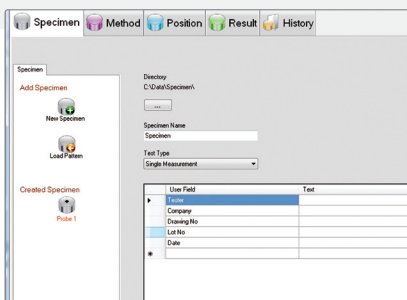 Specimen Method Position Result History
Specimen
Add Specimen
New Specimen
Load Pattern
Created Specimen
Probe 1
Directory
C:\Data\Specimen\
...
Specimen Name
Specimen
Test Type
Single Measurement
User Field Text
Tester
Company
Drawing No
Lot No
Date